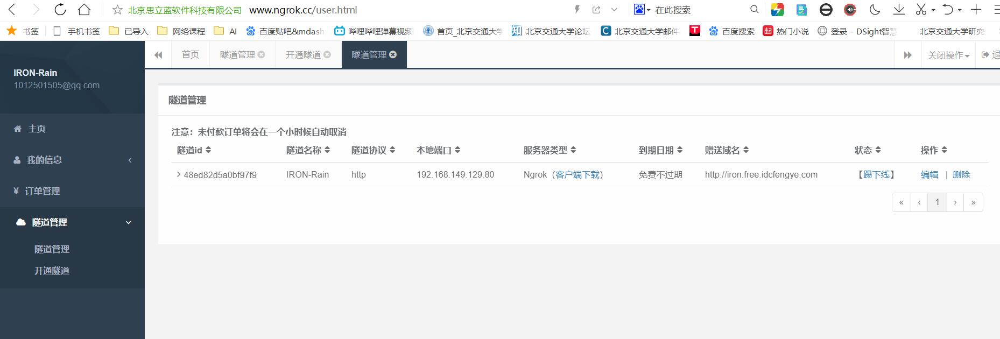 北京思立蓝软件科技有限公司 www.ngrok.cc/user.html 在此搜索
书签 手机书签 已导入 网络课程 AI 百度贴吧&mdash 哔哩哔哩弹幕视频 首页_北京交通大学 北京交通大学论坛 北京交通大学邮件 T 百度搜索 热门小说 登录 - DSight智慧 北京交通大学研究
首页 隧道管理 开通隧道 隧道管理 关闭操作 退
IRON-Rain
1012501505@qq.com
主页
我的信息
¥ 订单管理
隧道管理
隧道管理
开通隧道
隧道管理
注意：未付款订单将会在一个小时候自动取消
隧道id 隧道名称 隧道协议 本地端口 服务器类型 到期日期 赠送域名 状态 操作
48ed82d5a0bf97f9 IRON-Rain http 192.168.149.129:80 Ngrok（客户端下载） 免费不过期 http://iron.free.idcfengye.com 【踢下线】 编辑 | 删除
« ‹ 1 › »